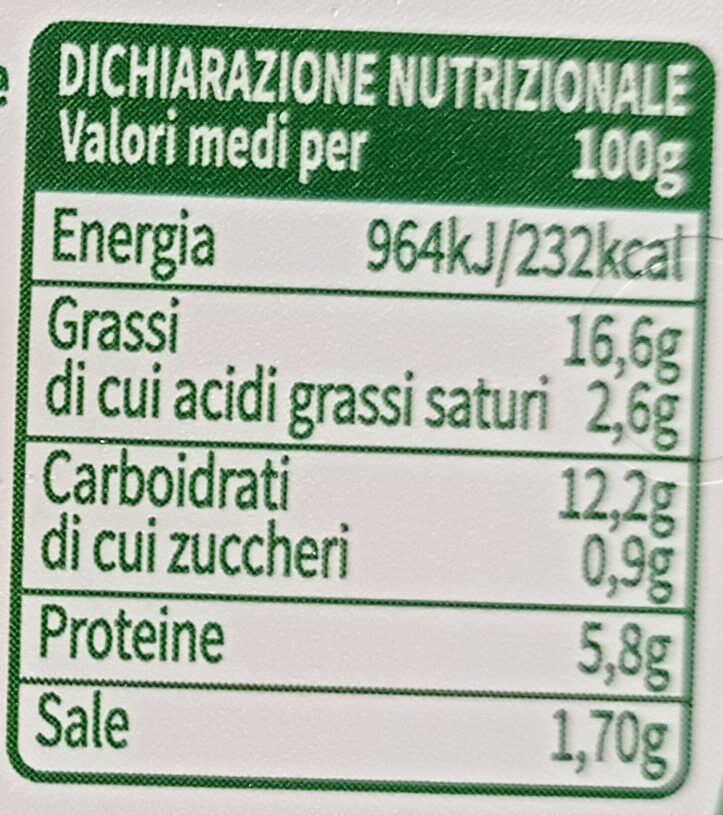 e
DICHIARAZIONE NUTRIZIONALE
Valori medi per 100g
Energia 964kJ/232kcal
Grassi 16,6g
di cui acidi grassi saturi 2,6g
Carboidrati 12,2g
di cui zuccheri 0,9g
Proteine 5,8g
Sale 1,70g